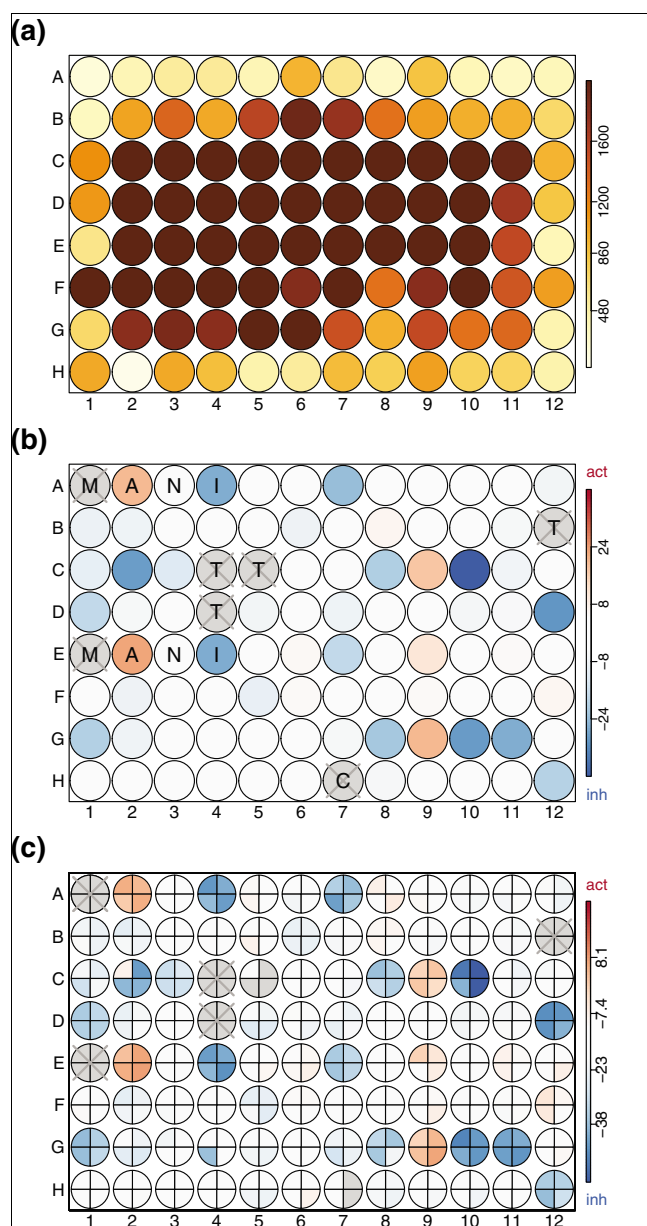 (a)
A
B
C
D
E
F
G
H
1 2 3 4 5 6 7 8 9 10 11 12
1600
1200
860
480
(b)
A M A N I
B T
C T T
D T
E M A N I
F
G
H C
1 2 3 4 5 6 7 8 9 10 11 12
act
24
8
−8
−24
inh
(c)
A
B
C
D
E
F
G
H
1 2 3 4 5 6 7 8 9 10 11 12
act
8.1
−7.4
−23
−38
inh